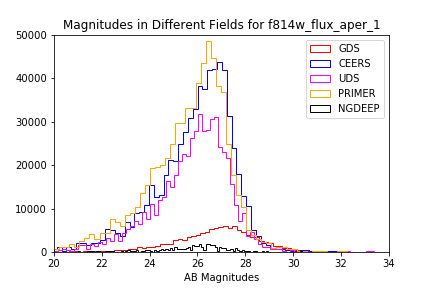 Magnitudes in Different Fields for f814w_flux_aper_1
50000
40000
30000
20000
10000
0
GDS
CEERS
UDS
PRIMER
NGDEEP
20 22 24 26 28 30 32 34
AB Magnitudes